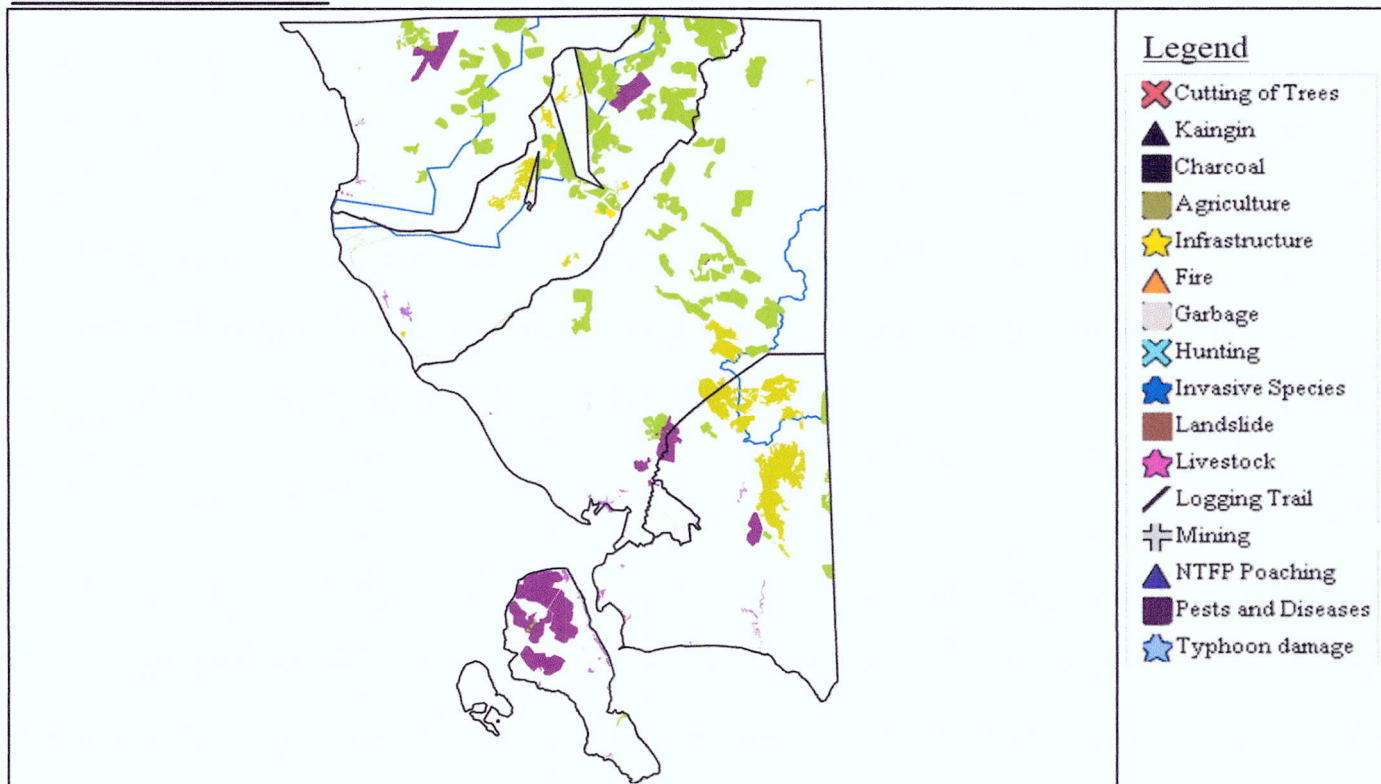 Legend
Cutting of Trees
Kaingin
Charcoal
Agriculture
Infrastructure
Fire
Garbage
Hunting
Invasive Species
Landslide
Livestock
Logging Trail
Mining
NTFP Poaching
Pests and Diseases
Typhoon damage